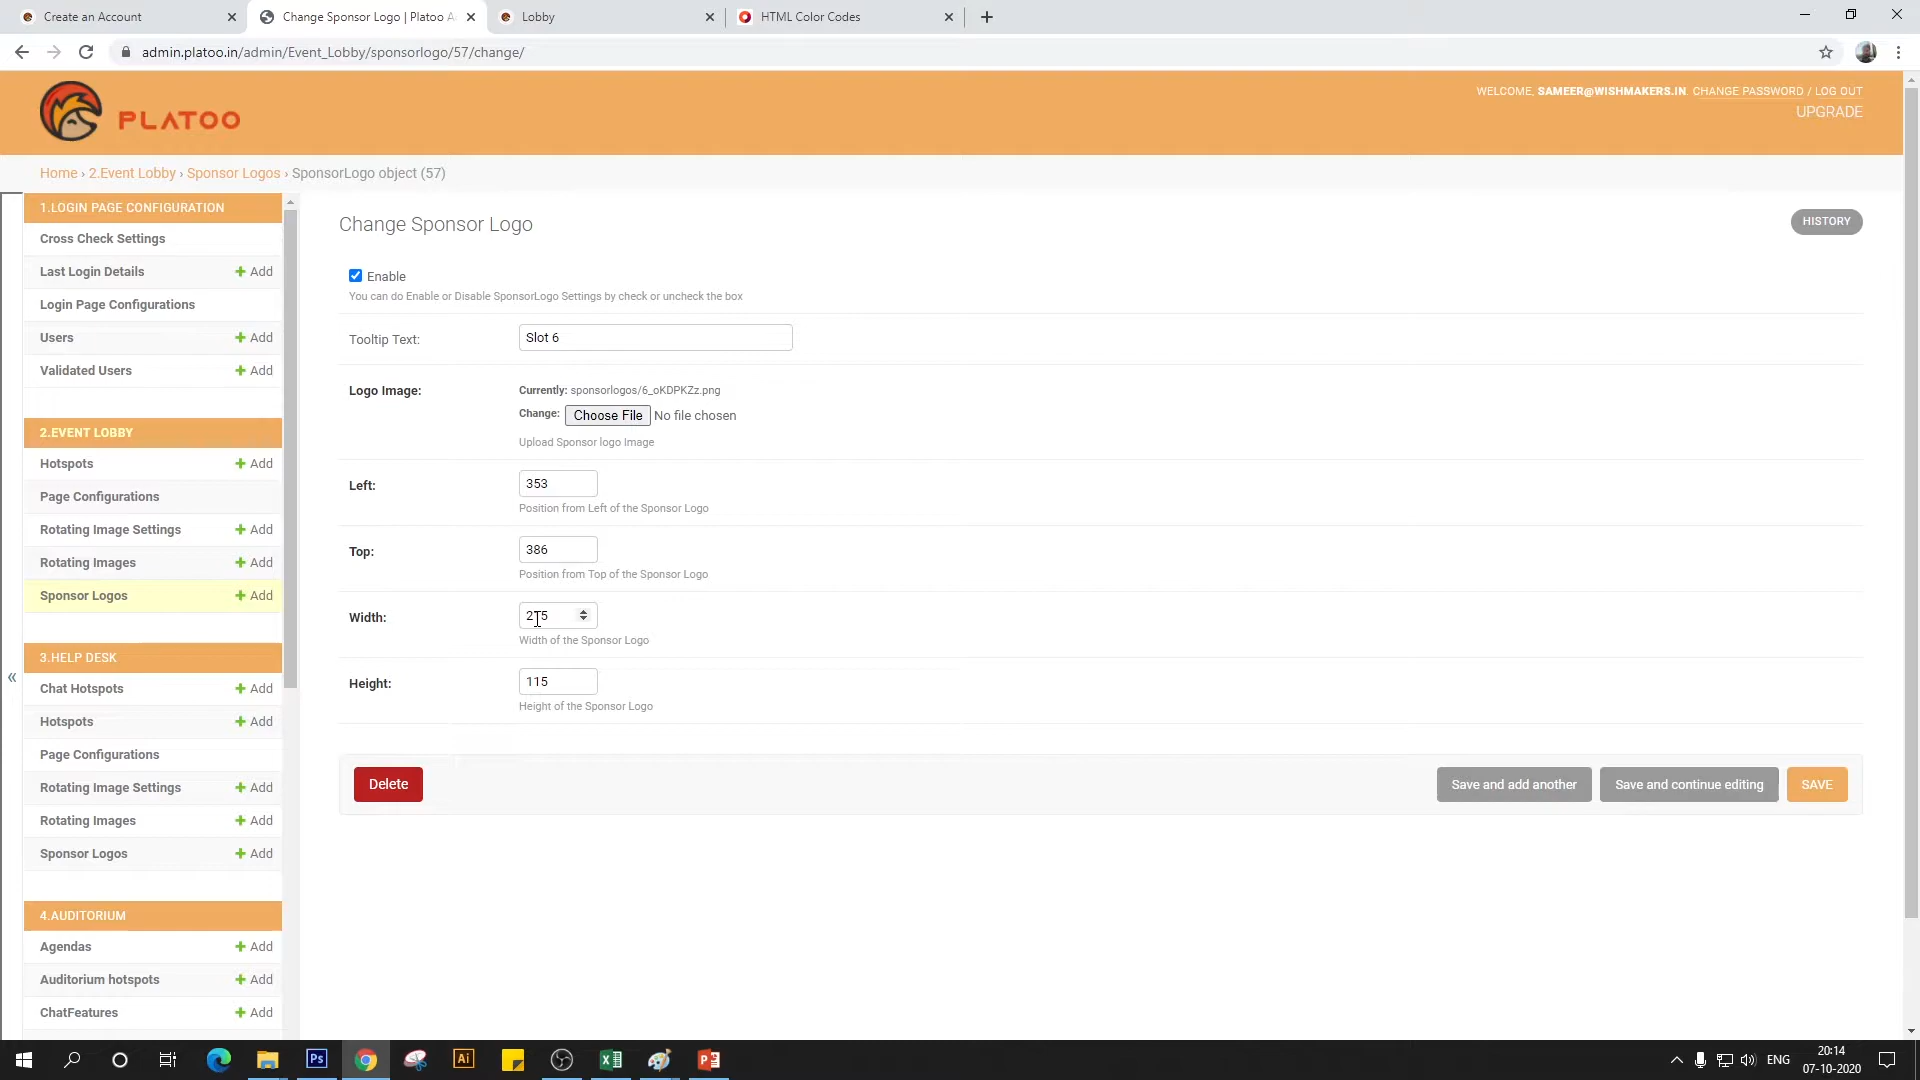 Create an Account
Change Sponsor Logo | Platoo A
Lobby
HTML Color Codes
admin.platoo.in/admin/Event_Lobby/sponsorlogo/57/change/
PLATOO
WELCOME, SAMEER@WISHMAKERS.IN. CHANGE PASSWORD / LOG OUT
UPGRADE
Home › 2.Event Lobby › Sponsor Logos › SponsorLogo object (57)
1.LOGIN PAGE CONFIGURATION
Cross Check Settings
Last Login Details Add
Login Page Configurations
Users Add
Validated Users Add
2.EVENT LOBBY
Hotspots Add
Page Configurations
Rotating Image Settings Add
Rotating Images Add
Sponsor Logos Add
3.HELP DESK
Chat Hotspots Add
Hotspots Add
Page Configurations
Rotating Image Settings Add
Rotating Images Add
Sponsor Logos Add
4.AUDITORIUM
Agendas Add
Auditorium hotspots Add
ChatFeatures Add
«
Change Sponsor Logo
HISTORY
Enable
You can do Enable or Disable SponsorLogo Settings by check or uncheck the box
Tooltip Text: Slot 6
Logo Image: Currently: sponsorlogos/6_oKDPKZz.png
Change: Choose File No file chosen
Upload Sponsor logo Image
Left: 353
Position from Left of the Sponsor Logo
Top: 386
Position from Top of the Sponsor Logo
Width:
Width of the Sponsor Logo
Height: 115
Height of the Sponsor Logo
Delete
Save and add another
Save and continue editing
SAVE
Ps
Ai
ENG
20:14
07-10-2020